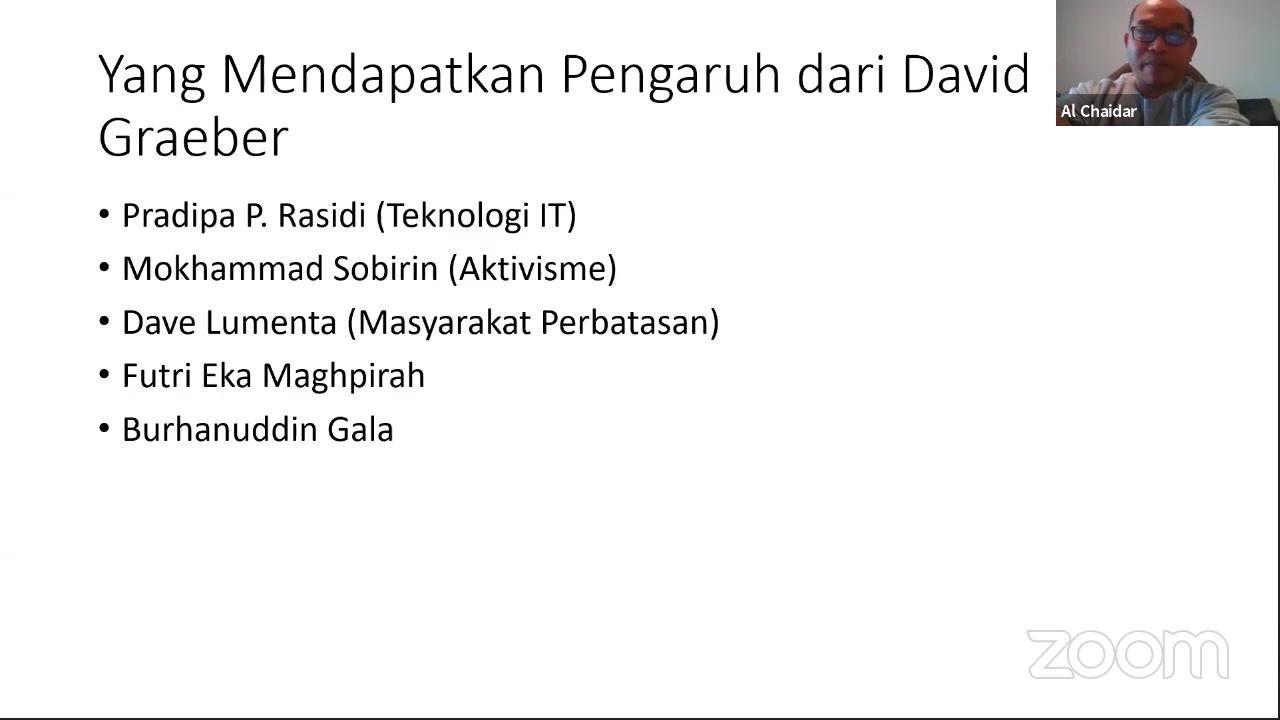 Yang Mendapatkan Pengaruh dari David
Graeber
Al Chaidar
• Pradipa P. Rasidi (Teknologi IT)
• Mokhammad Sobirin (Aktivisme)
• Dave Lumenta (Masyarakat Perbatasan)
• Futri Eka Maghpirah
• Burhanuddin Gala
zoom